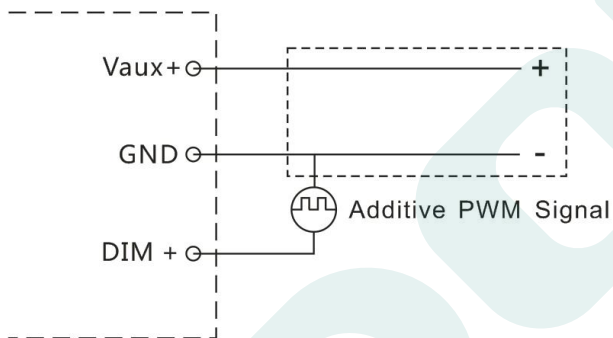 Vaux+ +
GND -
Additive PWM Signal
DIM +